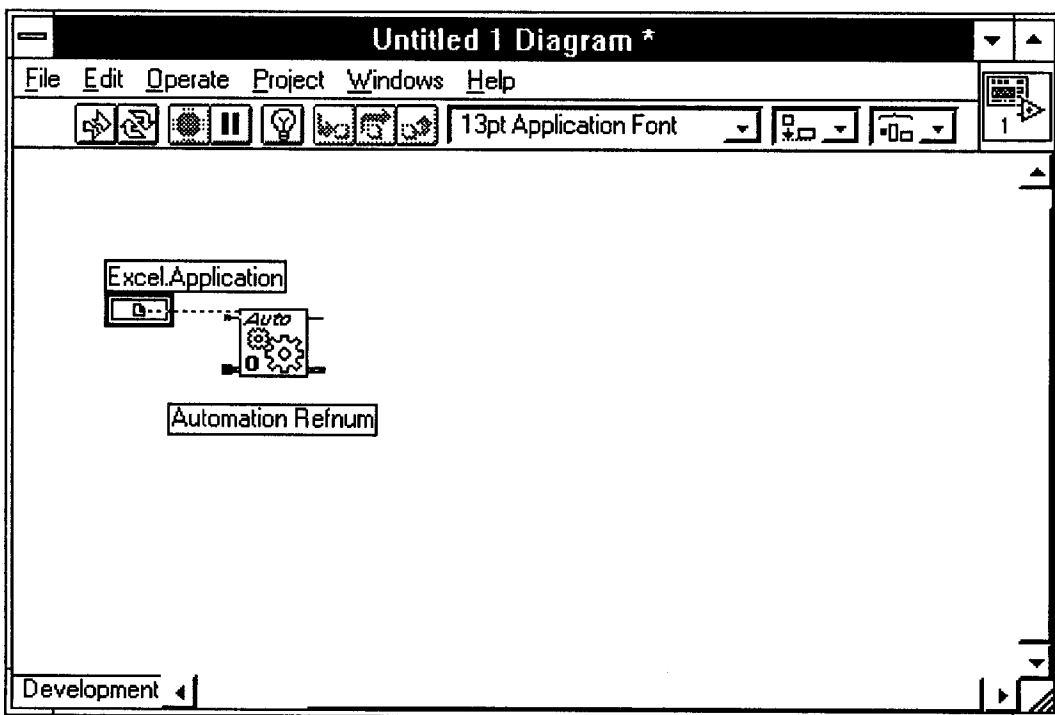 Untitled 1 Diagram *
File Edit Operate Project Windows Help
13pt Application Font
1
Excel.Application
Auto
0
Automation Refnum
Development